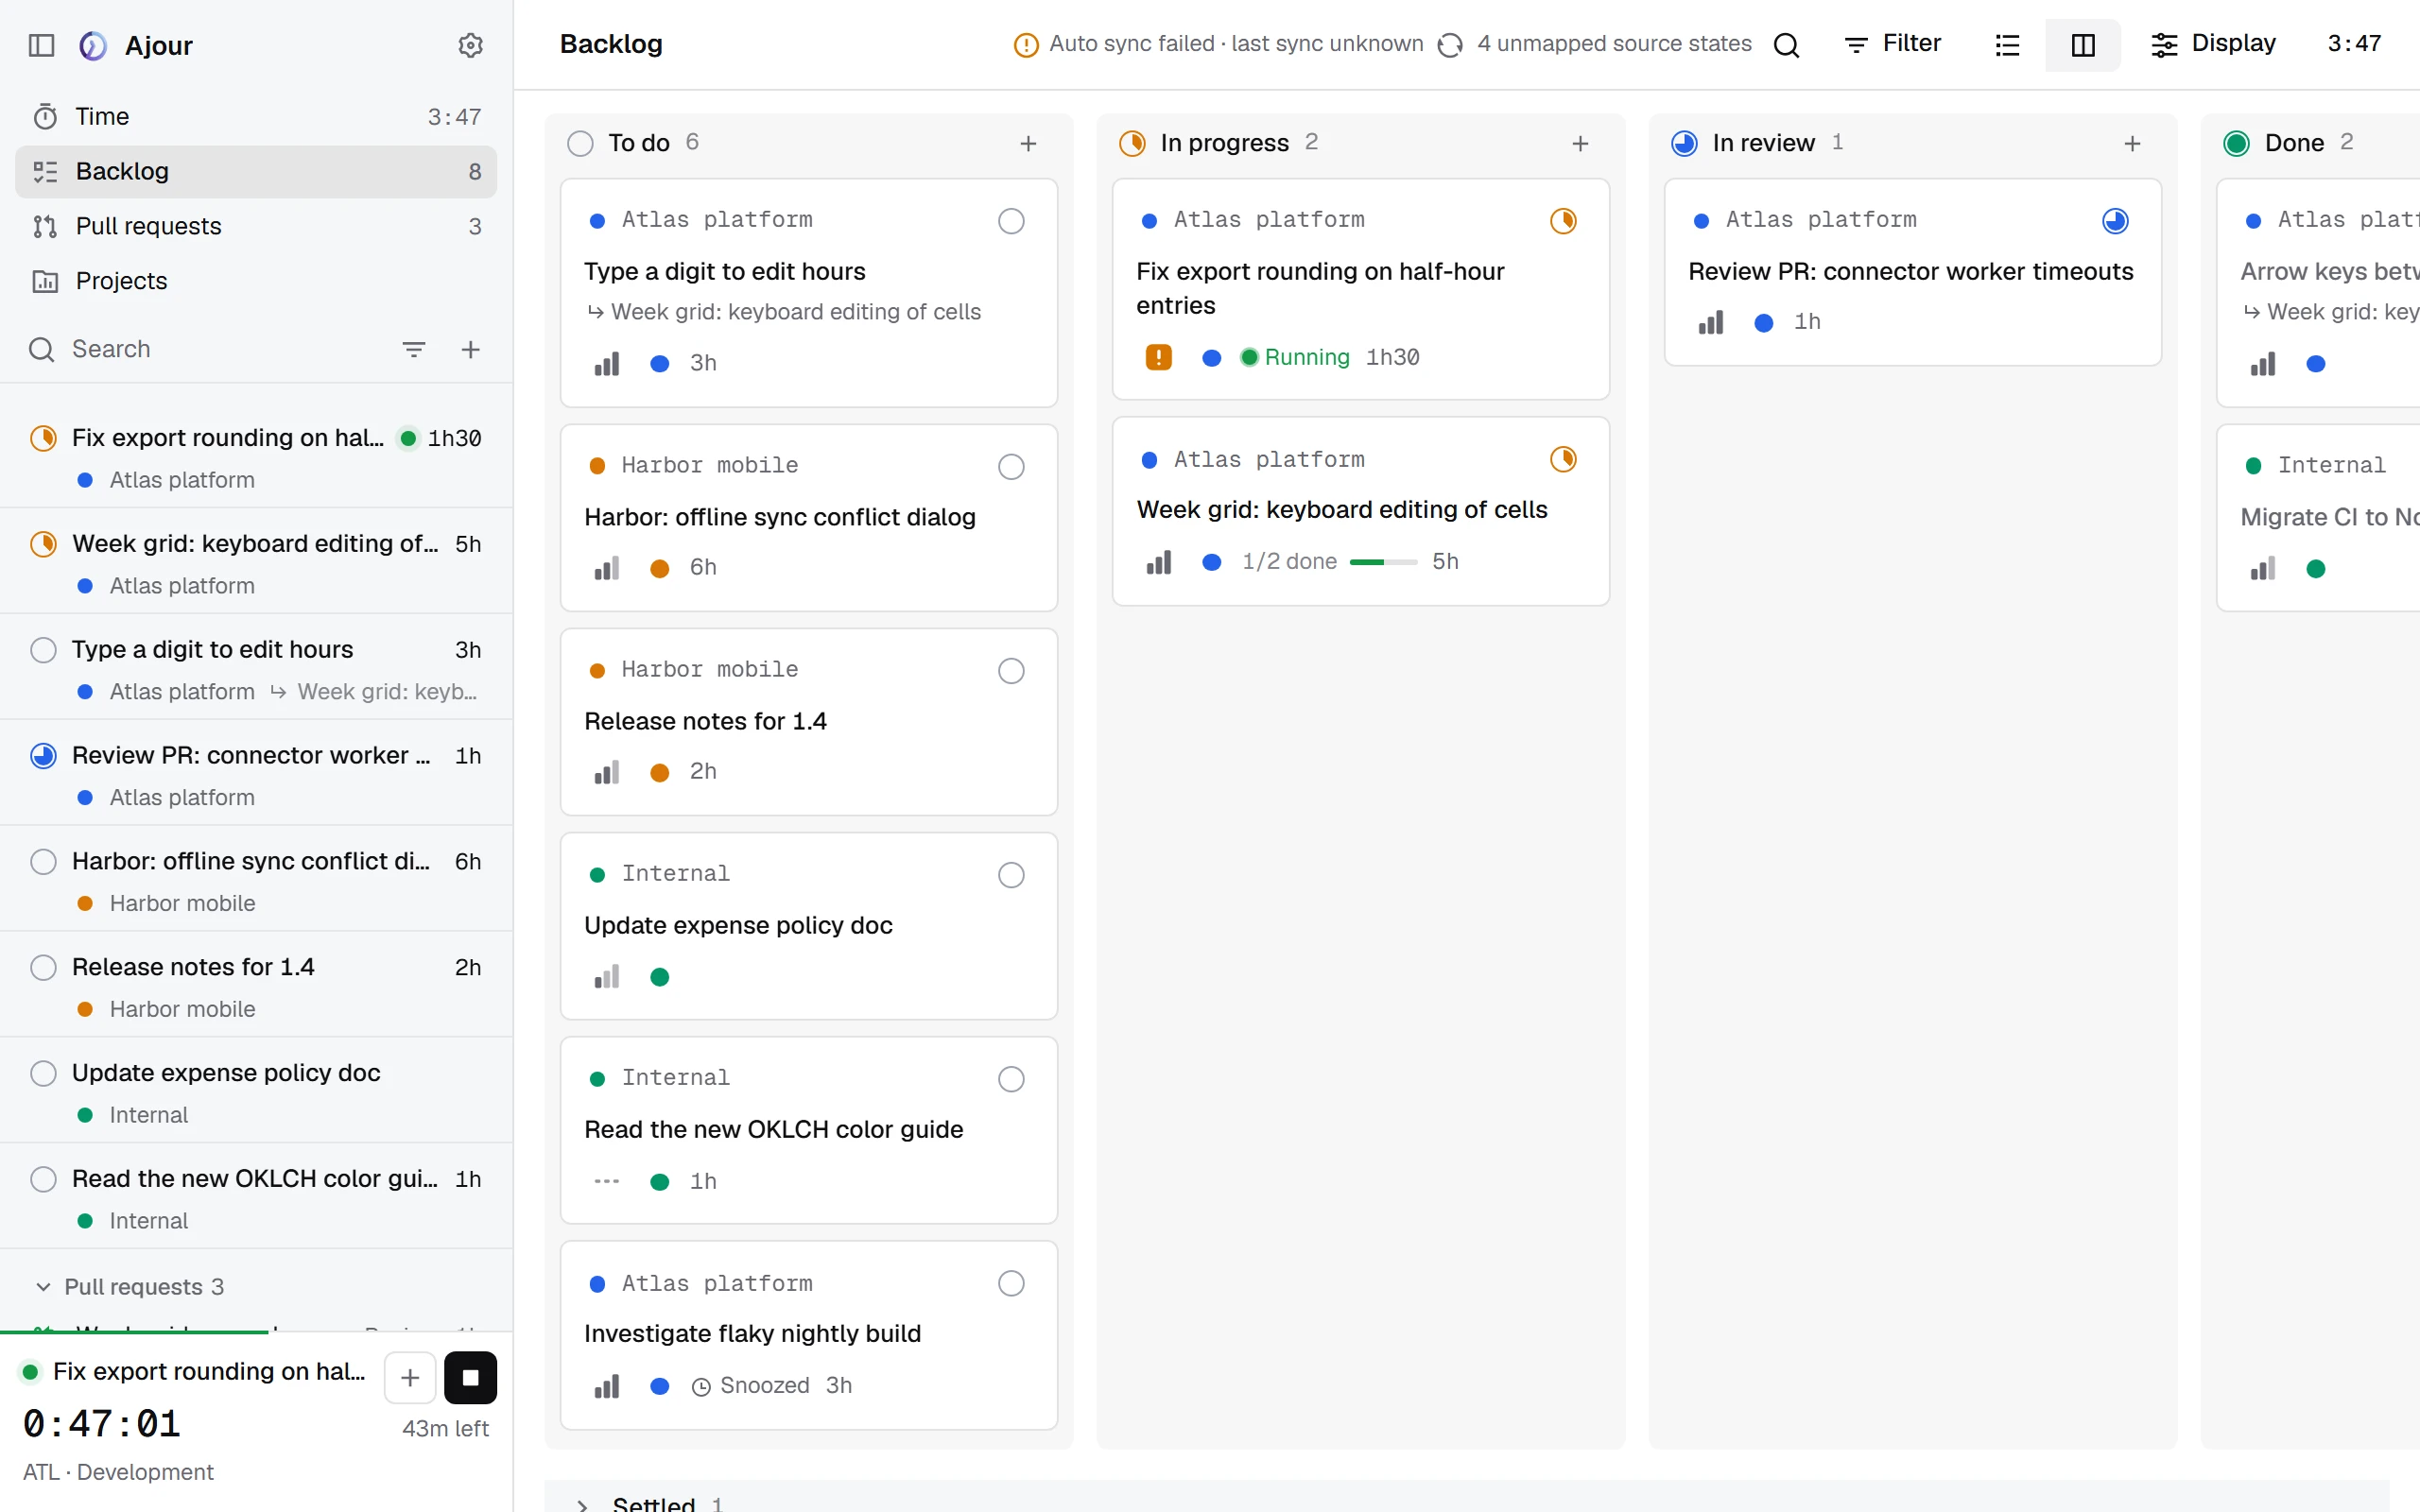 Ajour
Time 3:47
Backlog 8
Pull requests 3
Projects
Search
Fix export rounding on hal... 1h30
Atlas platform
Week grid: keyboard editing of... 5h
Atlas platform
Type a digit to edit hours 3h
Atlas platform ↳ Week grid: keyb...
Review PR: connector worker ... 1h
Atlas platform
Harbor: offline sync conflict di... 6h
Harbor mobile
Release notes for 1.4 2h
Harbor mobile
Update expense policy doc
Internal
Read the new OKLCH color gui... 1h
Internal
Pull requests 3
Fix export rounding on hal...
0:47:01 43m left
ATL · Development
Backlog Auto sync failed · last sync unknown 4 unmapped source states Filter Display 3:47
To do 6
Atlas platform
Type a digit to edit hours
↳ Week grid: keyboard editing of cells
3h
Harbor mobile
Harbor: offline sync conflict dialog
6h
Harbor mobile
Release notes for 1.4
2h
Internal
Update expense policy doc
Internal
Read the new OKLCH color guide
1h
Atlas platform
Investigate flaky nightly build
Snoozed 3h
In progress 2
Atlas platform
Fix export rounding on half-hour
entries
Running 1h30
Atlas platform
Week grid: keyboard editing of cells
1/2 done 5h
In review 1
Atlas platform
Review PR: connector worker timeouts
1h
Done 2
Atlas
Arrow keys
↳ Week grid:
Internal
Migrate CI to
Settled 1